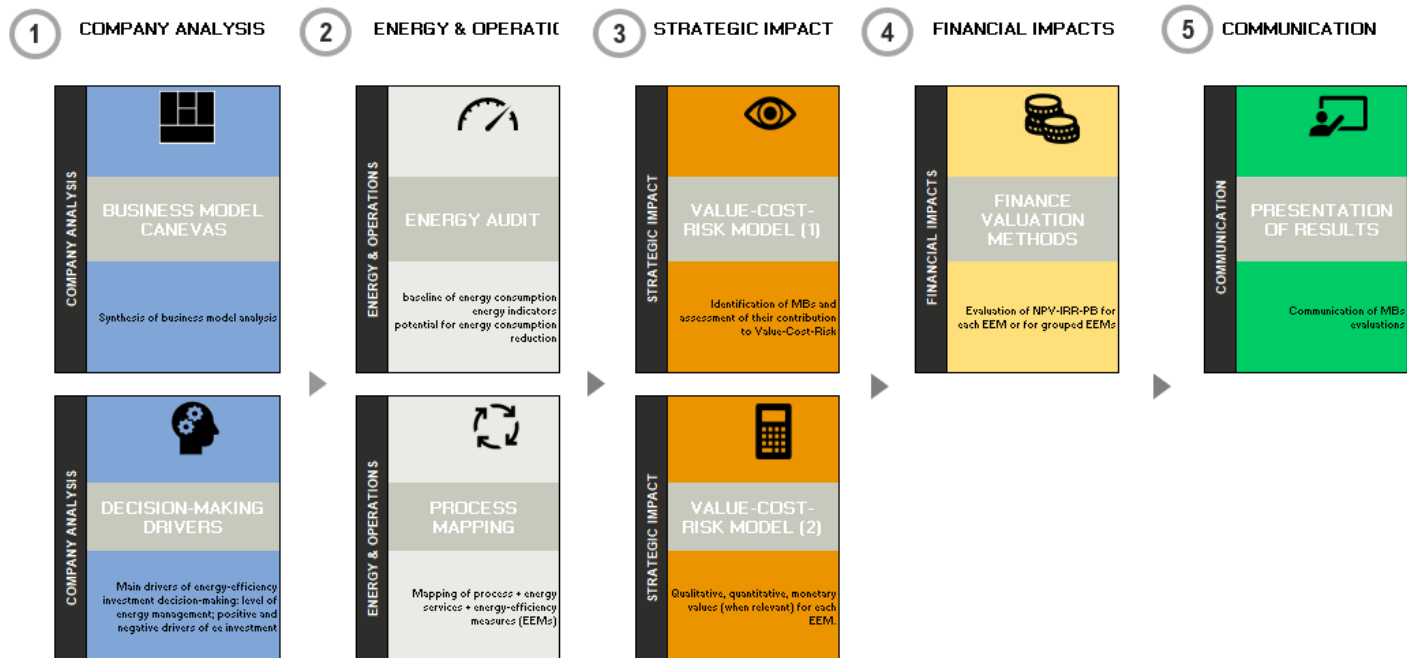 1 COMPANY ANALYSIS
2 ENERGY & OPERATIO
3 STRATEGIC IMPACT
4 FINANCIAL IMPACTS
5 COMMUNICATION
COMPANY ANALYSIS
BUSINESS MODEL
CANEVAS
Synthesis of business model analysis
ENERGY & OPERATIONS
ENERGY AUDIT
baseline of energy consumption
energy indicators
potential for energy consumption
reduction
STRATEGIC IMPACT
VALUE-COST-
RISK MODEL (1)
Identification of MBs and
assessment of their contribution
to Value-Cost-Risk
FINANCIAL IMPACTS
FINANCE
VALUATION
METHODS
Evaluation of NPV-IRR-PB for
each EEM or for grouped EEMs
COMMUNICATION
PRESENTATION
OF RESULTS
Communication of MBs
evaluations
COMPANY ANALYSIS
DECISION-MAKING
DRIVERS
Main drivers of energy-efficiency
investment decision-making: level of
energy management; positive and
negative drivers of ee investment
ENERGY & OPERATIONS
PROCESS
MAPPING
Mapping of process + energy
services + energy-efficiency
measures (EEMs)
STRATEGIC IMPACT
VALUE-COST-
RISK MODEL (2)
Qualitative, quantitative, monetary
values (when relevant) for each
EEM.